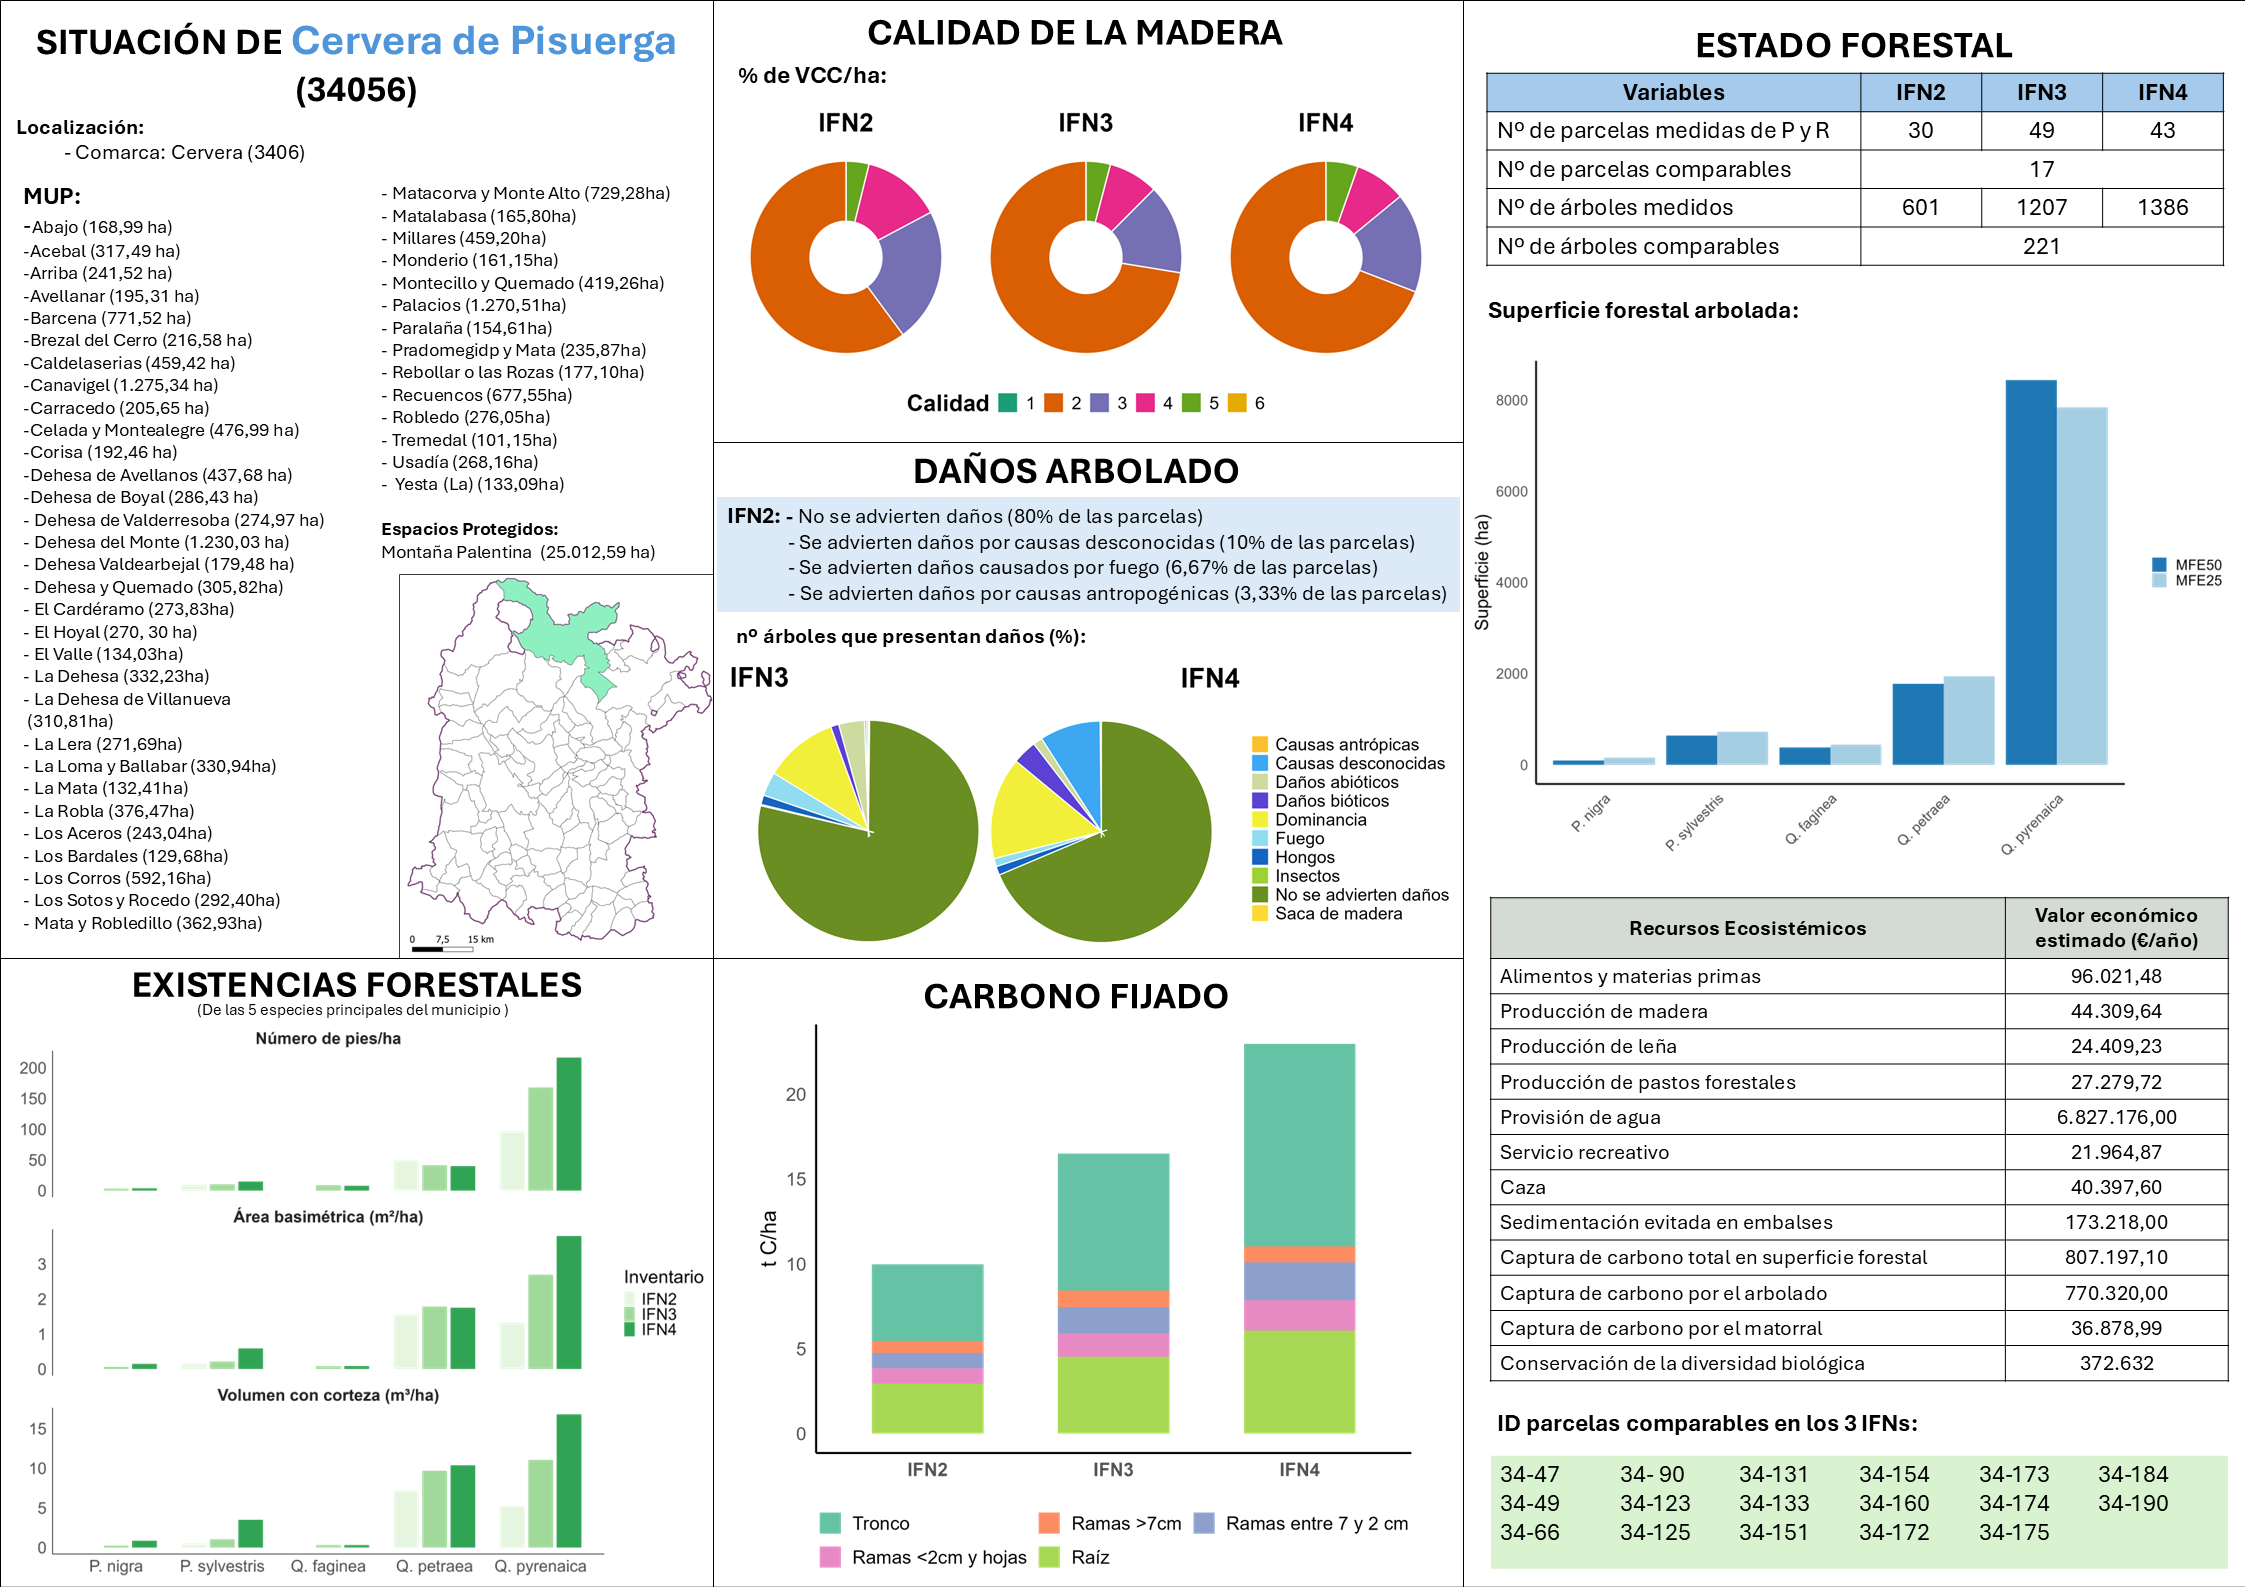 SITUACIÓN DE Cervera de Pisuerga
(34056)
Localización:
- Comarca: Cervera (3406)
MUP:
-Abajo (168,99 ha)
-Acebal (317,49 ha)
-Arriba (241,52 ha)
-Avellanar (195,31 ha)
-Barcena (771,52 ha)
-Brezal del Cerro (216,58 ha)
-Caldelaserias (459,42 ha)
-Canavigel (1.275,34 ha)
-Carracedo (205,65 ha)
-Celada y Montealegre (476,99 ha)
-Corisa (192,46 ha)
-Dehesa de Avellanos (437,68 ha)
-Dehesa de Boyal (286,43 ha)
- Dehesa de Valderresoba (274,97 ha)
- Dehesa del Monte (1.230,03 ha)
- Dehesa Valdearbejal (179,48 ha)
- Dehesa y Quemado (305,82ha)
- El Cardéramo (273,83ha)
- El Hoyal (270, 30 ha)
- El Valle (134,03ha)
- La Dehesa (332,23ha)
- La Dehesa de Villanueva
(310,81ha)
- La Lera (271,69ha)
- La Loma y Ballabar (330,94ha)
- La Mata (132,41ha)
- La Robla (376,47ha)
- Los Aceros (243,04ha)
- Los Bardales (129,68ha)
- Los Corros (592,16ha)
- Los Sotos y Rocedo (292,40ha)
- Mata y Robledillo (362,93ha)
- Matacorva y Monte Alto (729,28ha)
- Matalabasa (165,80ha)
- Millares (459,20ha)
- Monderio (161,15ha)
- Montecillo y Quemado (419,26ha)
- Palacios (1.270,51ha)
- Paralaña (154,61ha)
- Pradomegidp y Mata (235,87ha)
- Rebollar o las Rozas (177,10ha)
- Recuencos (677,55ha)
- Robledo (276,05ha)
- Tremedal (101,15ha)
- Usadía (268,16ha)
- Yesta (La) (133,09ha)
Espacios Protegidos:
Montaña Palentina (25.012,59 ha)
0 7,5 15 km
CALIDAD DE LA MADERA
% de VCC/ha:
IFN2 IFN3 IFN4
Calidad 1 2 3 4 5 6
DAÑOS ARBOLADO
IFN2: - No se advierten daños (80% de las parcelas)
- Se advierten daños por causas desconocidas (10% de las parcelas)
- Se advierten daños causados por fuego (6,67% de las parcelas)
- Se advierten daños por causas antropogénicas (3,33% de las parcelas)
nº árboles que presentan daños (%):
IFN3 IFN4
Causas antrópicas
Causas desconocidas
Daños abióticos
Daños bióticos
Dominancia
Fuego
Hongos
Insectos
No se advierten daños
Saca de madera
ESTADO FORESTAL
Variables IFN2 IFN3 IFN4
Nº de parcelas medidas de P y R 30 49 43
Nº de parcelas comparables 17
Nº de árboles medidos 601 1207 1386
Nº de árboles comparables 221
Superficie forestal arbolada:
Superficie (ha)
8000
6000
4000
2000
0
P. nigra P. sylvestris Q. faginea Q. petraea Q. pyrenaica
MFE50
MFE25
Recursos Ecosistémicos Valor económico
estimado (€/año)
Alimentos y materias primas 96.021,48
Producción de madera 44.309,64
Producción de leña 24.409,23
Producción de pastos forestales 27.279,72
Provisión de agua 6.827.176,00
Servicio recreativo 21.964,87
Caza 40.397,60
Sedimentación evitada en embalses 173.218,00
Captura de carbono total en superficie forestal 807.197,10
Captura de carbono por el arbolado 770.320,00
Captura de carbono por el matorral 36.878,99
Conservación de la diversidad biológica 372.632
ID parcelas comparables en los 3 IFNs:
34-47 34- 90 34-131 34-154 34-173 34-184
34-49 34-123 34-133 34-160 34-174 34-190
34-66 34-125 34-151 34-172 34-175
EXISTENCIAS FORESTALES
(De las 5 especies principales del municipio )
Número de pies/ha
200
150
100
50
0
Área basimétrica (m²/ha)
3
2
1
0
Volumen con corteza (m³/ha)
15
10
5
0
P. nigra P. sylvestris Q. faginea Q. petraea Q. pyrenaica
Inventario
IFN2
IFN3
IFN4
CARBONO FIJADO
t C/ha
20
15
10
5
0
IFN2 IFN3 IFN4
Tronco Ramas >7cm Ramas entre 7 y 2 cm
Ramas <2cm y hojas Raíz